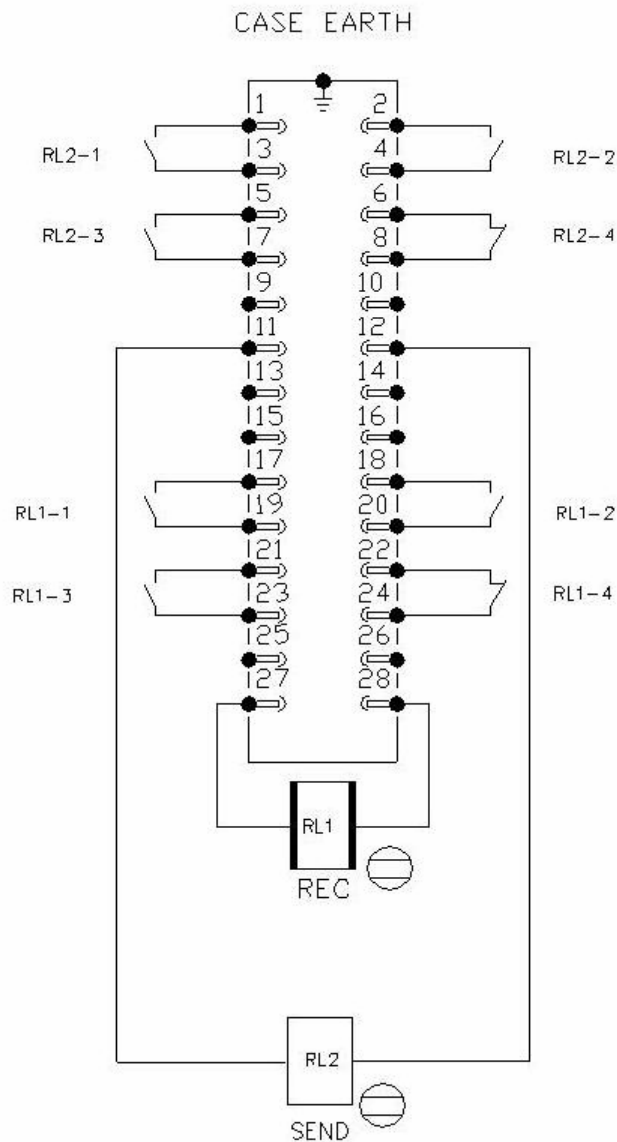 CASE EARTH
1 2
RL2-1 3 4 RL2-2
5 6
RL2-3 7 8 RL2-4
9 10
11 12
13 14
15 16
17 18
RL1-1 19 20 RL1-2
21 22
RL1-3 23 24 RL1-4
25 26
27 28
RL1
REC
RL2
SEND